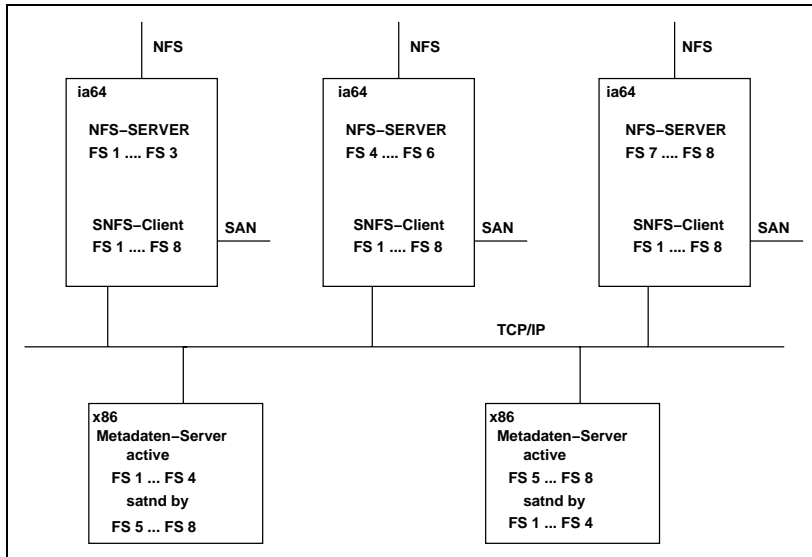 NFS
NFS
NFS
ia64
NFS-SERVER
FS 1 .... FS 3
SNFS-Client
FS 1 .... FS 8
SAN
ia64
NFS-SERVER
FS 4 .... FS 6
SNFS-Client
FS 1 .... FS 8
SAN
ia64
NFS-SERVER
FS 7 .... FS 8
SNFS-Client
FS 1 .... FS 8
SAN
TCP/IP
x86
Metadaten-Server
active
FS 1 ... FS 4
satnd by
FS 5 ... FS 8
x86
Metadaten-Server
active
FS 5 ... FS 8
satnd by
FS 1 ... FS 4